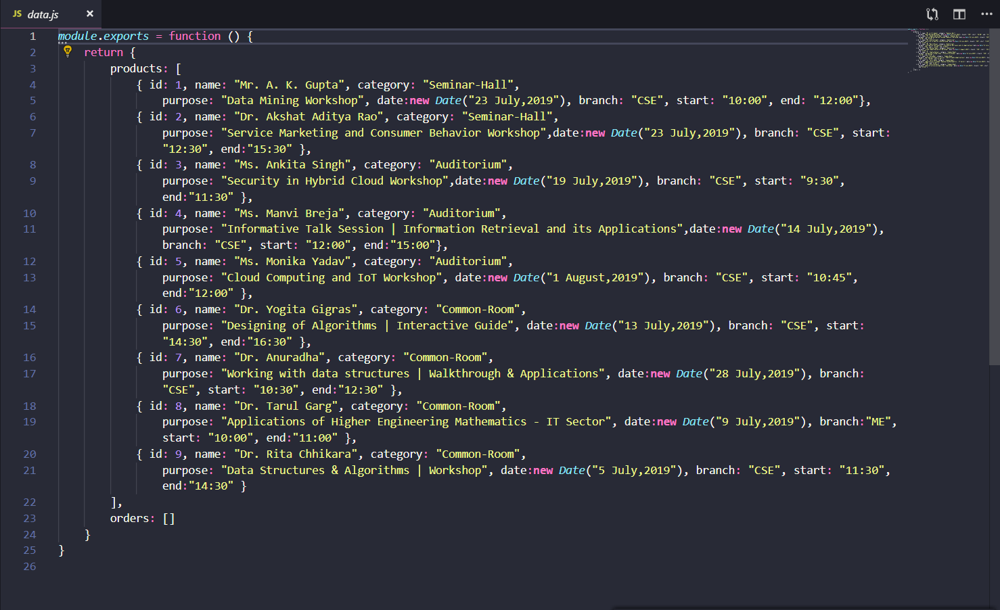 JS data.js ×
1 module.exports = function () {
2 return {
3 products: [
4 { id: 1, name: "Mr. A. K. Gupta", category: "Seminar-Hall",
5 purpose: "Data Mining Workshop", date:new Date("23 July,2019"), branch: "CSE", start: "10:00", end: "12:00"},
6 { id: 2, name: "Dr. Akshat Aditya Rao", category: "Seminar-Hall",
7 purpose: "Service Marketing and Consumer Behavior Workshop",date:new Date("23 July,2019"), branch: "CSE", start:
"12:30", end:"15:30" },
8 { id: 3, name: "Ms. Ankita Singh", category: "Auditorium",
9 purpose: "Security in Hybrid Cloud Workshop",date:new Date("19 July,2019"), branch: "CSE", start: "9:30",
end:"11:30" },
10 { id: 4, name: "Ms. Manvi Breja", category: "Auditorium",
11 purpose: "Informative Talk Session | Information Retrieval and its Applications",date:new Date("14 July,2019"),
branch: "CSE", start: "12:00", end:"15:00"},
12 { id: 5, name: "Ms. Monika Yadav", category: "Auditorium",
13 purpose: "Cloud Computing and IoT Workshop", date:new Date("1 August,2019"), branch: "CSE", start: "10:45",
end:"12:00" },
14 { id: 6, name: "Dr. Yogita Gigras", category: "Common-Room",
15 purpose: "Designing of Algorithms | Interactive Guide", date:new Date("13 July,2019"), branch: "CSE", start:
"14:30", end:"16:30" },
16 { id: 7, name: "Dr. Anuradha", category: "Common-Room",
17 purpose: "Working with data structures | Walkthrough & Applications", date:new Date("28 July,2019"), branch:
"CSE", start: "10:30", end:"12:30" },
18 { id: 8, name: "Dr. Tarul Garg", category: "Common-Room",
19 purpose: "Applications of Higher Engineering Mathematics - IT Sector", date:new Date("9 July,2019"), branch:"ME",
start: "10:00", end:"11:00" },
20 { id: 9, name: "Dr. Rita Chhikara", category: "Common-Room",
21 purpose: "Data Structures & Algorithms | Workshop", date:new Date("5 July,2019"), branch: "CSE", start: "11:30",
end:"14:30" }
22 ],
23 orders: []
24 }
25 }
26